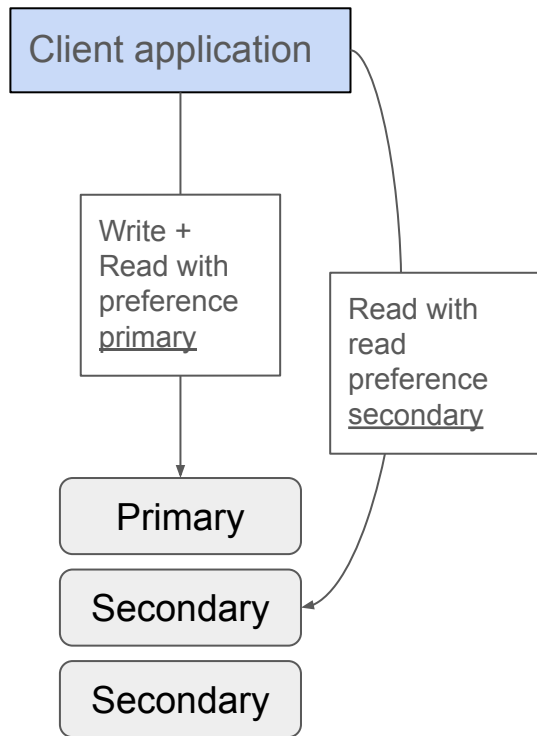 Client application
Write +
Read with
preference
primary
Read with
read
preference
secondary
Primary
Secondary
Secondary